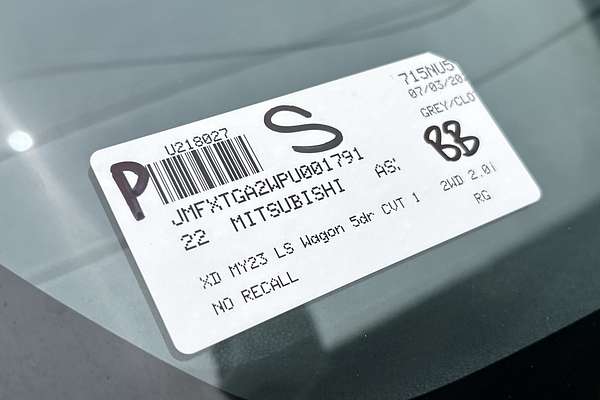 U218027
P
S
715NU5
07/03/20
GREY/CLO
BB
JMFXTGA2WPU001791
22 MITSUBISHI AS:
XD MY23 LS Wagon 5dr CVT 1 2WD 2.0i
NO RECALL RG